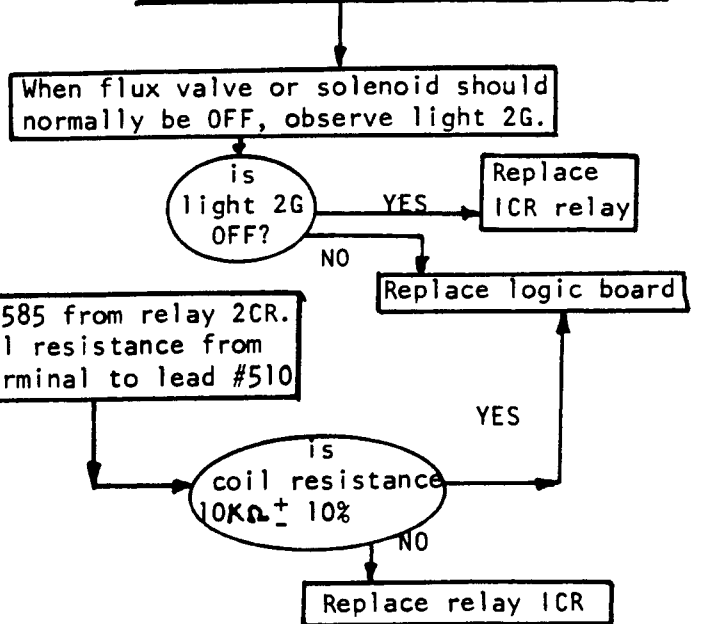 When flux valve or solenoid should
normally be OFF, observe light 2G.
is
light 2G
OFF?
YES
Replace
ICR relay
NO
Replace logic board
585 from relay 2CR.
l resistance from
rminal to lead #510
YES
is
coil resistance
10KΩ ± 10%
NO
Replace relay ICR